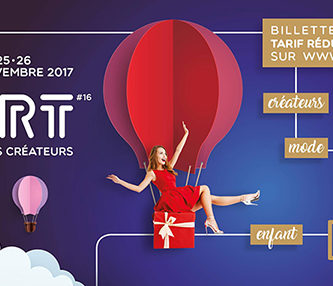 25 • 26
VEMBRE 2017
RT #16
S CRÉATEURS
BILLETTE
TARIF RÉDU
SUR WWW
créateurs
mode
enfant